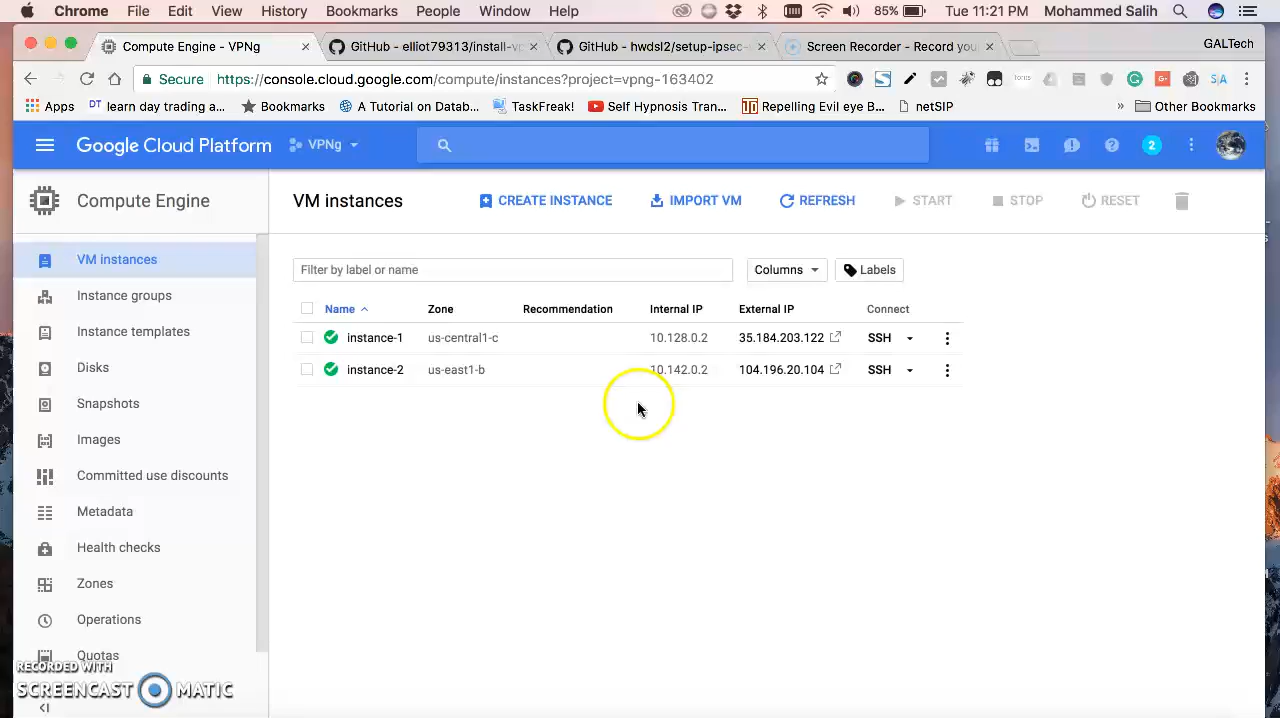 Chrome File Edit View History Bookmarks People Window Help 85% Tue 11:21 PM Mohammed Salih
Compute Engine - VPNg × GitHub - elliot79313/install-vp × GitHub - hwdsl2/setup-ipsec- × Screen Recorder - Record you × GALTech
Secure https://console.cloud.google.com/compute/instances?project=vpng-163402
Apps DT learn day trading a... Bookmarks A Tutorial on Datab... TaskFreak! Self Hypnosis Tran... Repelling Evil eye B... netSIP » Other Bookmarks
Google Cloud Platform VPNg 2
Compute Engine VM instances CREATE INSTANCE IMPORT VM REFRESH START STOP RESET
VM instances
Instance groups
Instance templates
Disks
Snapshots
Images
Committed use discounts
Metadata
Health checks
Zones
Operations
Quotas
Filter by label or name Columns Labels
Name Zone Recommendation Internal IP External IP Connect
instance-1 us-central1-c 10.128.0.2 35.184.203.122 SSH
instance-2 us-east1-b 10.142.0.2 104.196.20.104 SSH
RECORDED WITH
SCREENCAST MATIC